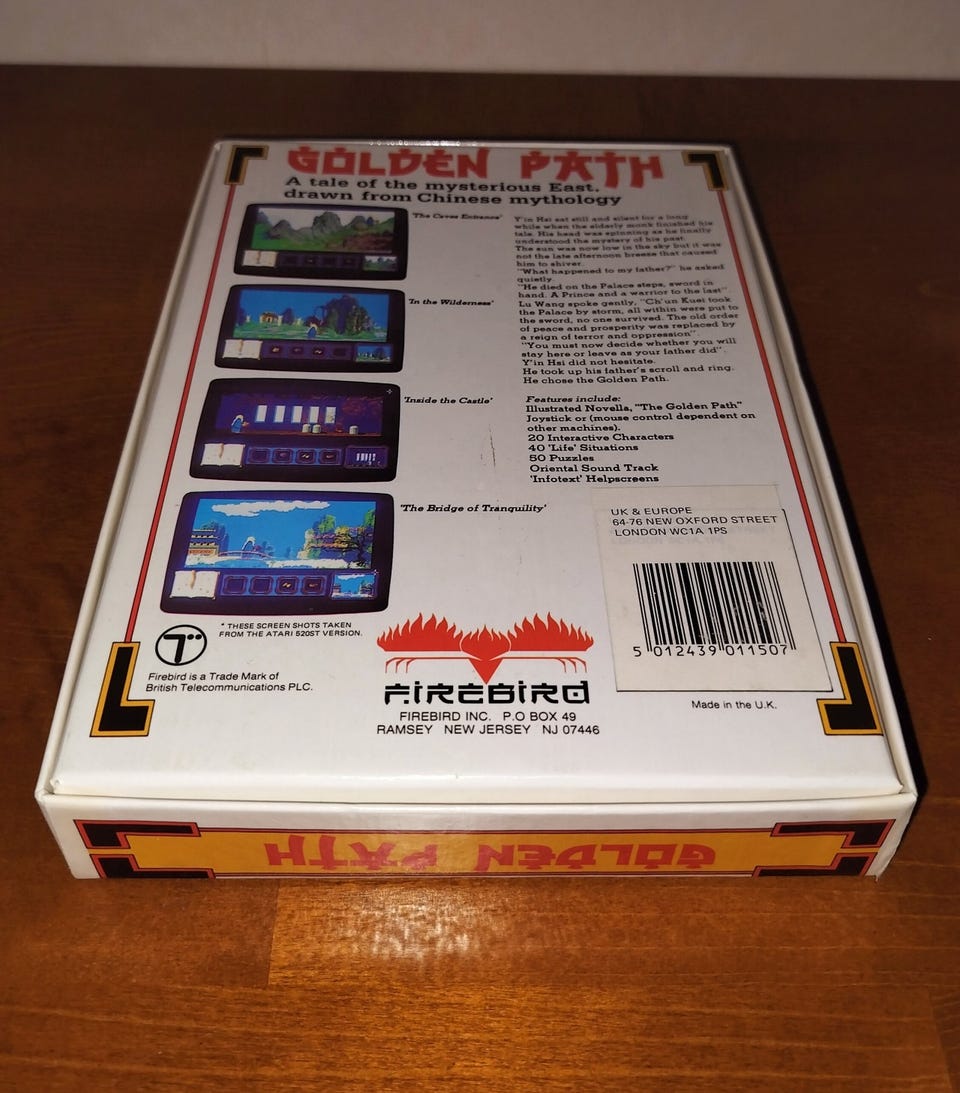 GOLDEN PATH
A tale of the mysterious East,
drawn from Chinese mythology
'The Caves Entrance'
'In the Wilderness'
'Inside the Castle'
'The Bridge of Tranquility'
Y'in Hsi sat still and silent for a long
while when the elderly monk finished his
tale. His head was spinning as he finally
understood the mystery of his past.
The sun was now low in the sky but it was
not the late afternoon breeze that caused
him to shiver.
"What happened to my father?" he asked
quietly.
"He died on the Palace steps, sword in
hand. A Prince and a warrior to the last".
Lu Wang spoke gently, "Ch'un Kuei took
the Palace by storm, all within were put to
the sword, no one survived. The old order
of peace and prosperity was replaced by
a reign of terror and oppression".
"You must now decide whether you will
stay here or leave as your father did".
Y'in Hsi did not hesitate.
He took up his father's scroll and ring.
He chose the Golden Path.
Features include:
Illustrated Novella, "The Golden Path"
Joystick or (mouse control dependent on
other machines).
20 Interactive Characters
40 'Life' Situations
50 Puzzles
Oriental Sound Track
'Infotext' Helpscreens
UK & EUROPE
64-76 NEW OXFORD STREET
LONDON WC1A 1PS
5 012439 011507
* THESE SCREEN SHOTS TAKEN
FROM THE ATARI 520ST VERSION.
Firebird is a Trade Mark of
British Telecommunications PLC.
FIREBIRD
FIREBIRD INC. P.O BOX 49
RAMSEY NEW JERSEY NJ 07446
Made in the U.K.
GOLDEN PATH